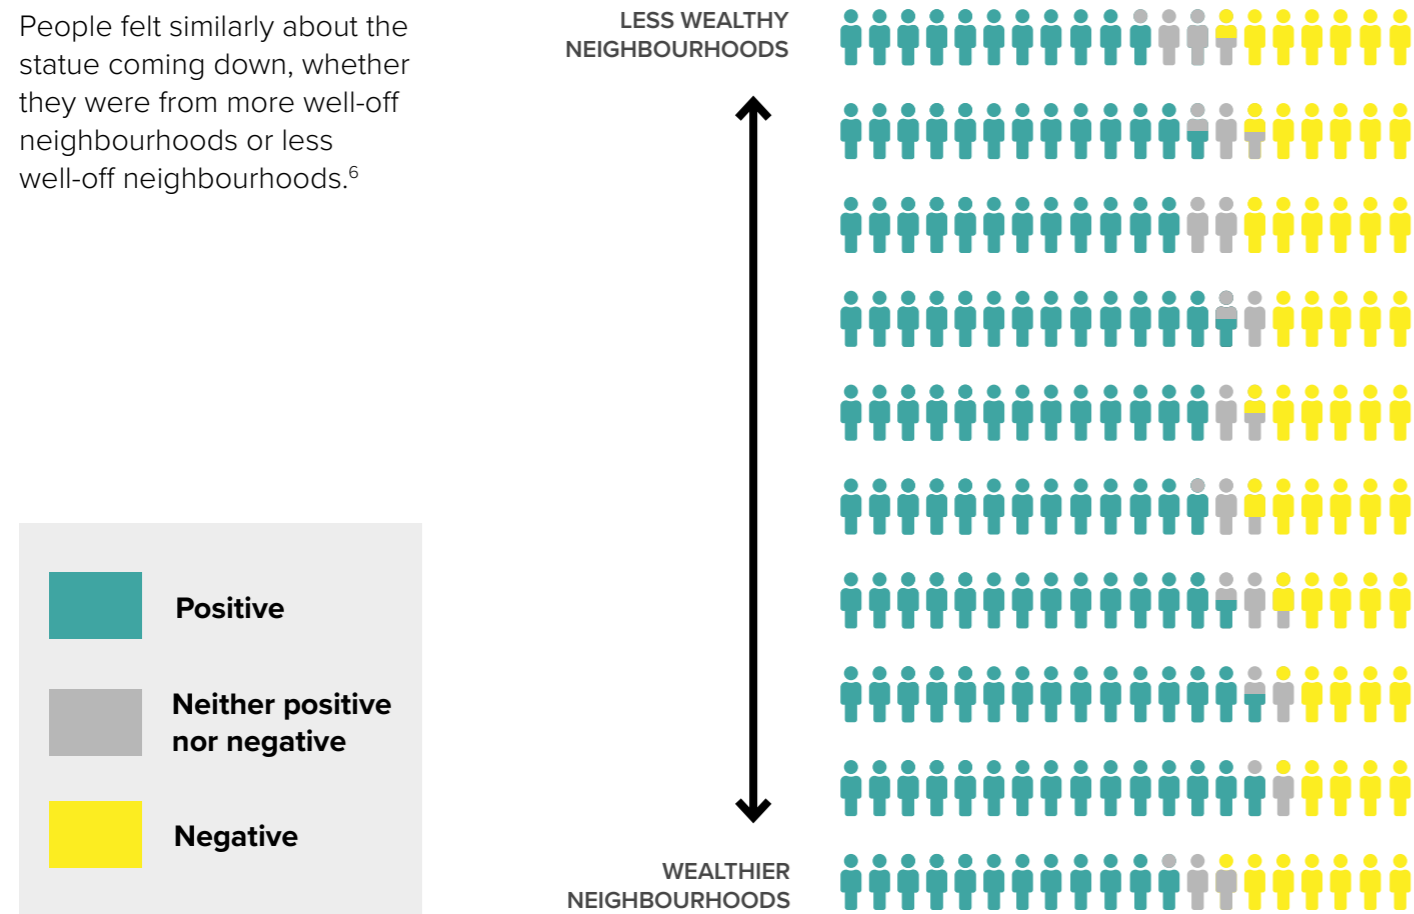 People felt similarly about the
statue coming down, whether
they were from more well-off
neighbourhoods or less
well-off neighbourhoods.⁶
LESS WEALTHY
NEIGHBOURHOODS
WEALTHIER
NEIGHBOURHOODS
Positive
Neither positive
nor negative
Negative